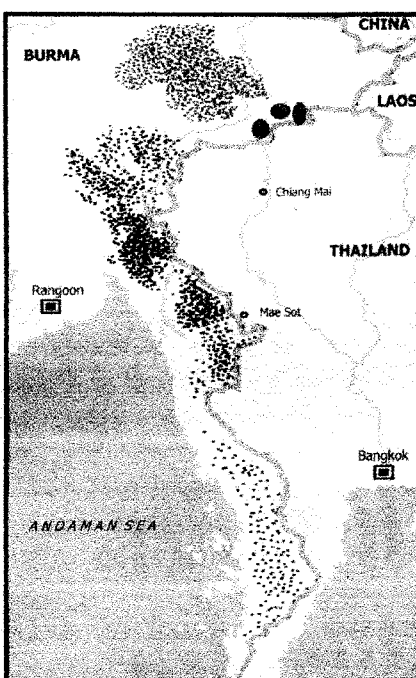 CHINA
BURMA
LAOS
Chiang Mai
THAILAND
Rangoon
Mae Sot
Bangkok
ANDAMAN SEA